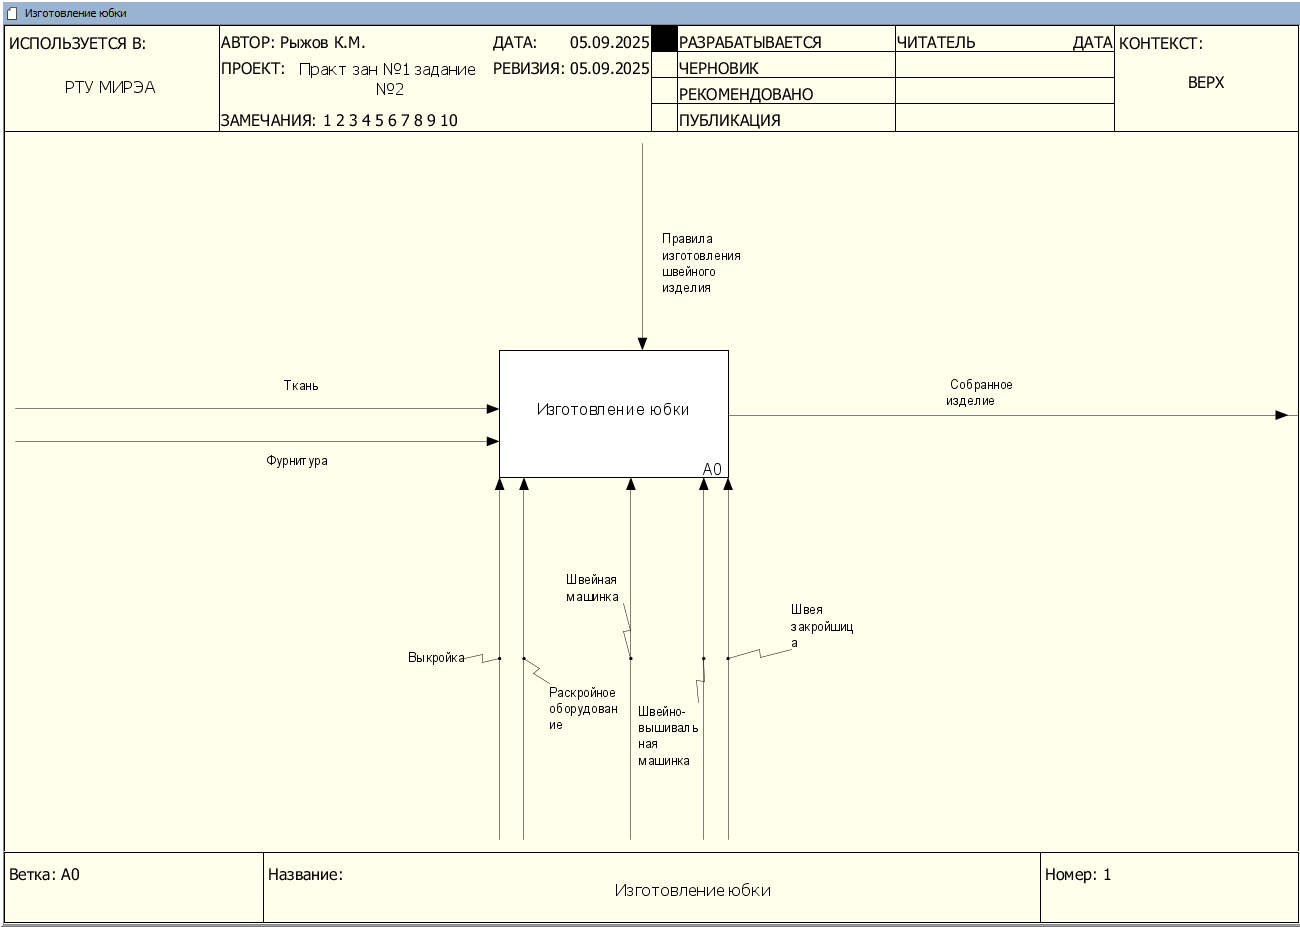 Изготовление юбки
ИСПОЛЬЗУЕТСЯ В:
РТУ МИРЭА
АВТОР: Рыжов К.М.
ДАТА: 05.09.2025
ПРОЕКТ: Практ зан №1 задание
№2
РЕВИЗИЯ: 05.09.2025
ЗАМЕЧАНИЯ: 1 2 3 4 5 6 7 8 9 10
РАЗРАБАТЫВАЕТСЯ
ЧЕРНОВИК
РЕКОМЕНДОВАНО
ПУБЛИКАЦИЯ
ЧИТАТЕЛЬ
ДАТА
КОНТЕКСТ:
ВЕРХ
Правила
изготовления
швейного
изделия
Ткань
Фурнитура
Изготовление юбки
A0
Собранное
изделие
Швейная
машинка
Швея
закройшиц
а
Выкройка
Раскройное
оборудован
ие
Швейно-
вышиваль
ная
машинка
Ветка: A0
Название:
Изготовление юбки
Номер: 1